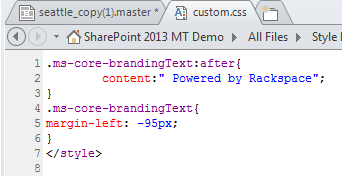 seattle_copy(1).master * custom.css
SharePoint 2013 MT Demo All Files Style
1 .ms-core-brandingText:after{
2 content:" Powered by Rackspace";
3 }
4 .ms-core-brandingText{
5 margin-left: -95px;
6 }
7 </style>